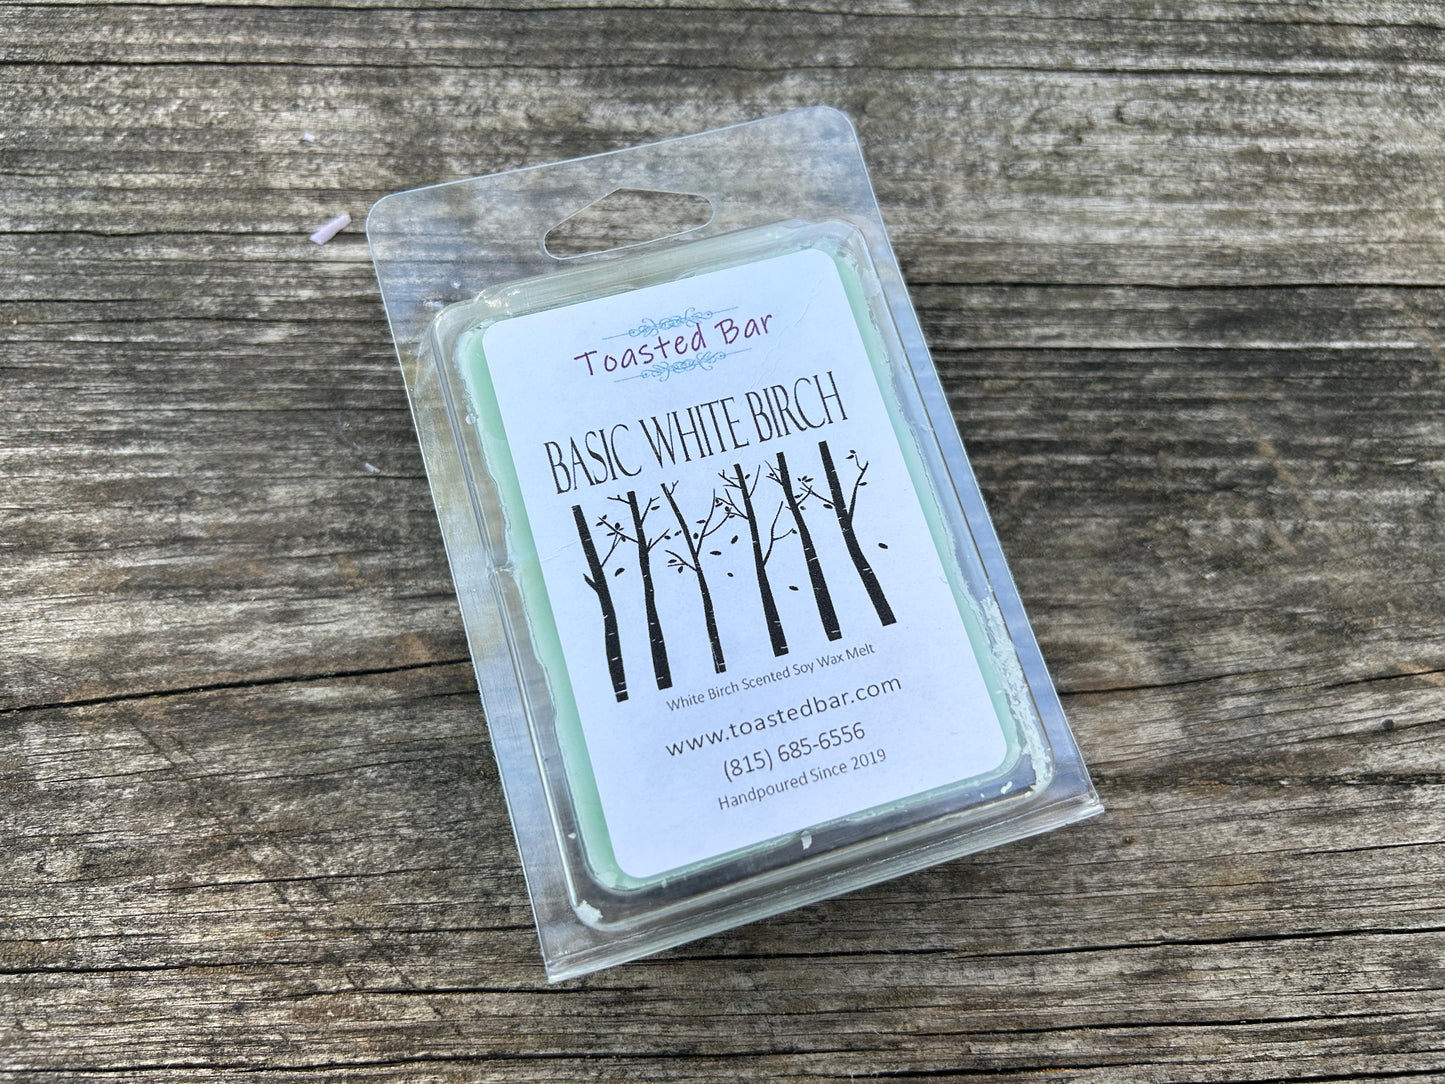 Toasted Bar
BASIC WHITE BIRCH
White Birch Scented Soy Wax Melt
www.toastedbar.com
(815) 685-6556
Handpoured Since 2019